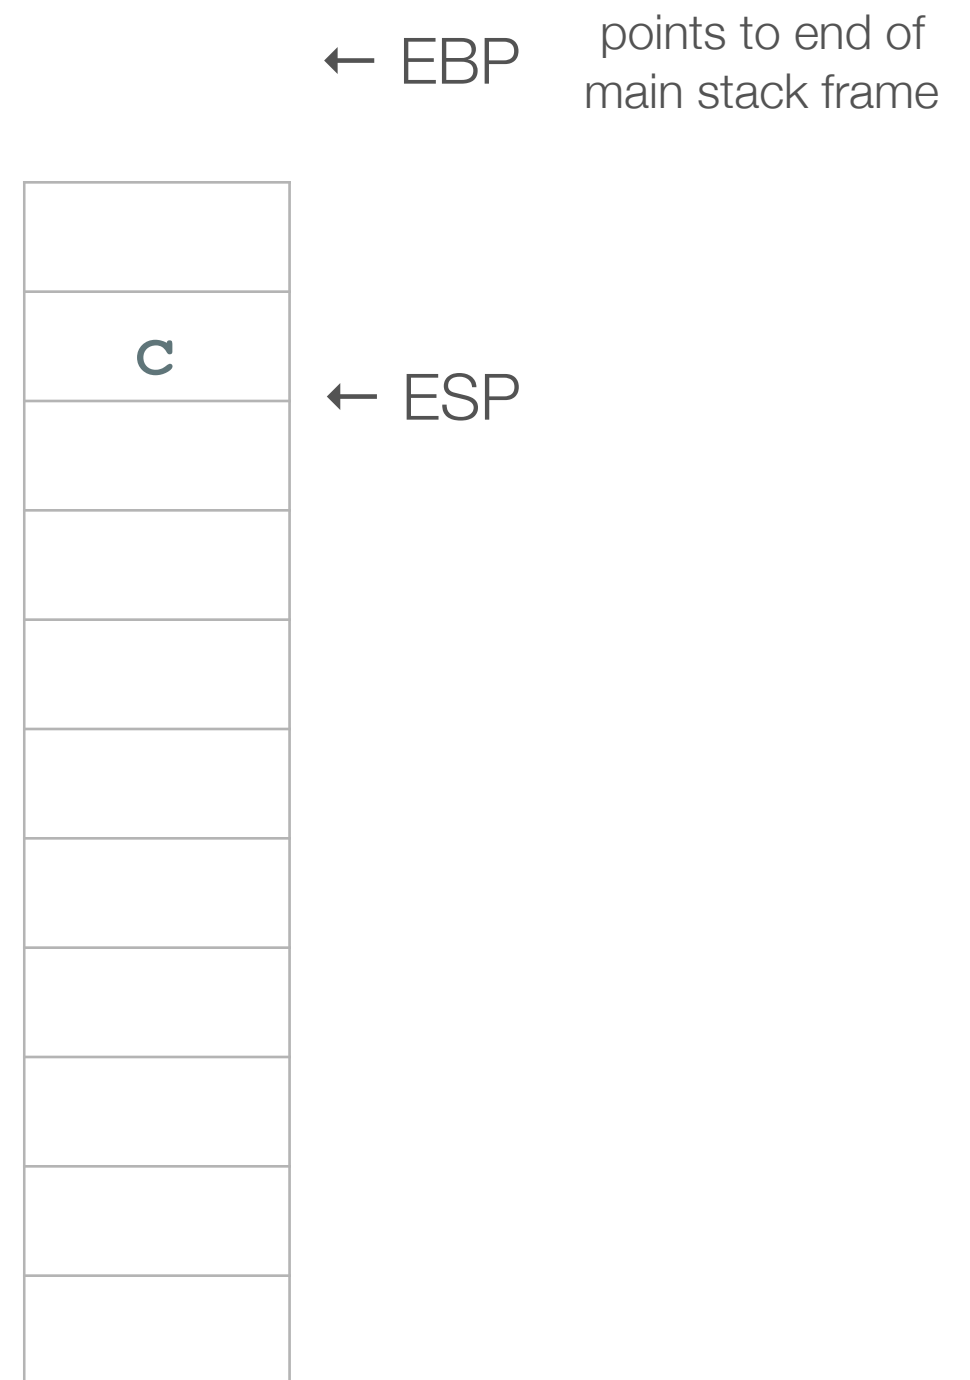 ← EBP
points to end of
main stack frame
c
← ESP